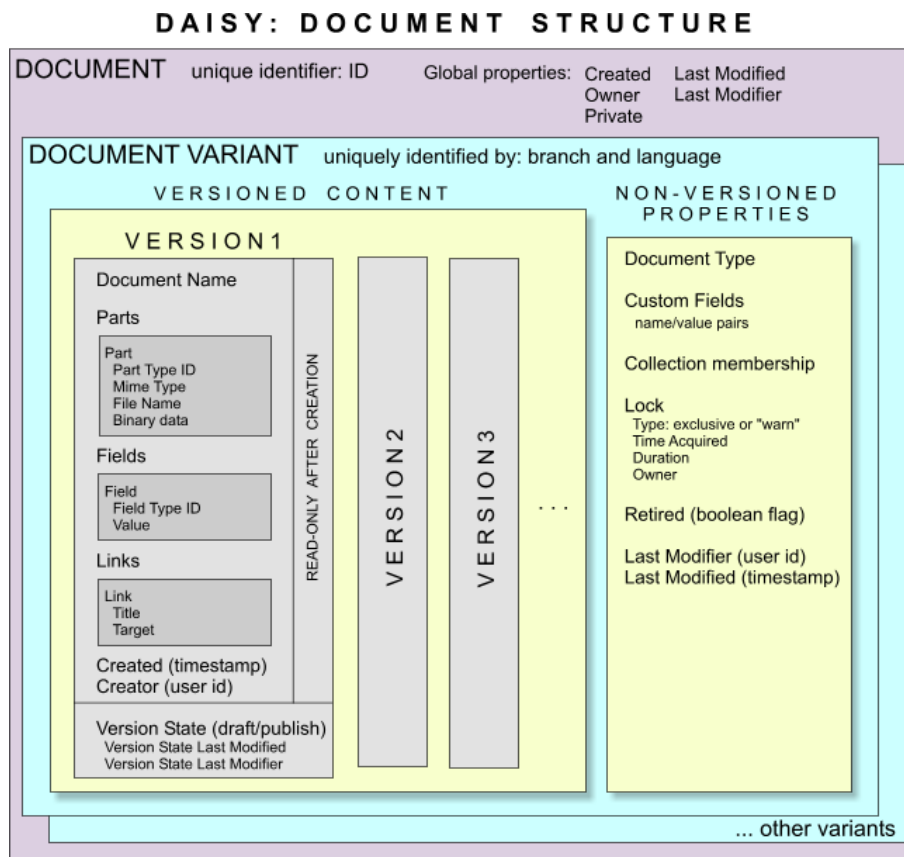 DAISY: DOCUMENT STRUCTURE
DOCUMENT unique identifier: ID Global properties: Created Last Modified
Owner Last Modifier
Private
DOCUMENT VARIANT uniquely identified by: branch and language
VERSIONED CONTENT
NON-VERSIONED
PROPERTIES
VERSION1
Document Name
Parts
Part
Part Type ID
Mime Type
File Name
Binary data
Fields
Field
Field Type ID
Value
Links
Link
Title
Target
Created (timestamp)
Creator (user id)
READ-ONLY AFTER CREATION
Version State (draft/publish)
Version State Last Modified
Version State Last Modifier
VERSION2
VERSION3
...
Document Type
Custom Fields
name/value pairs
Collection membership
Lock
Type: exclusive or "warn"
Time Acquired
Duration
Owner
Retired (boolean flag)
Last Modifier (user id)
Last Modified (timestamp)
... other variants